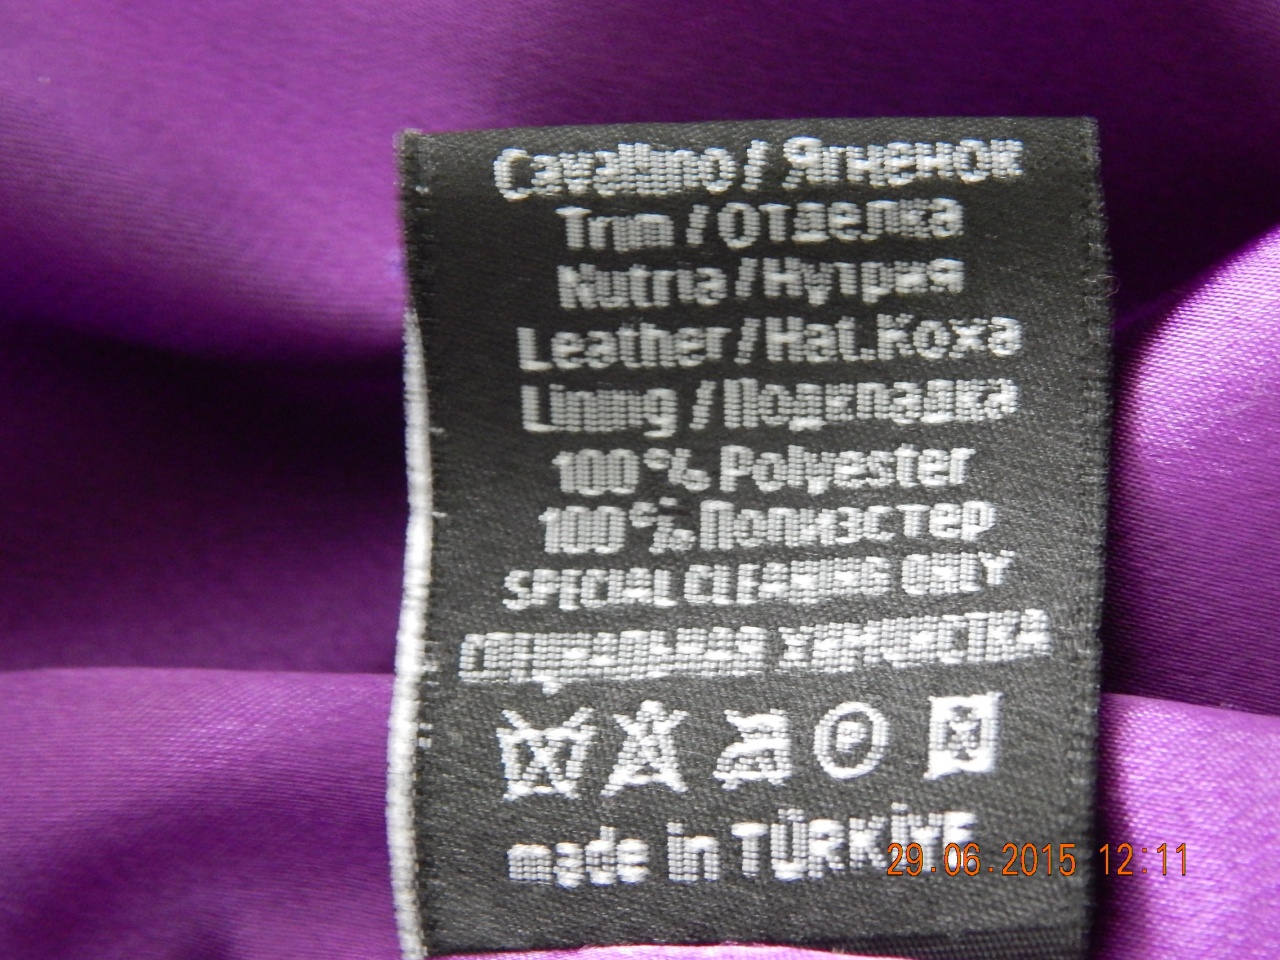 Cavallino / Ягненок
Trim / Отделка
Nutria / Нутрия
Leather / Hat.Кожа
Lining / Подкладка
100% Polyester
100% Полиэстер
SPECIAL CLEANING ONLY
специальная химчистка
P
made in TÜRKİYE
29.06.2015 12:11